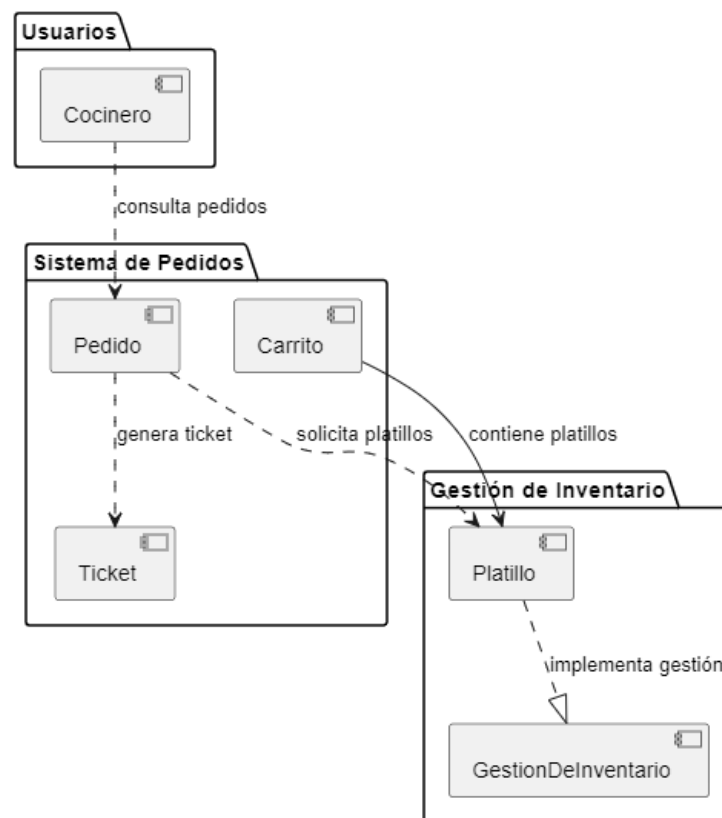 Usuarios
Cocinero
consulta pedidos
Sistema de Pedidos
Pedido
Carrito
genera ticket
solicita platillos
contiene platillos
Gestión de Inventario
Ticket
Platillo
implementa gestión
GestionDeInventario